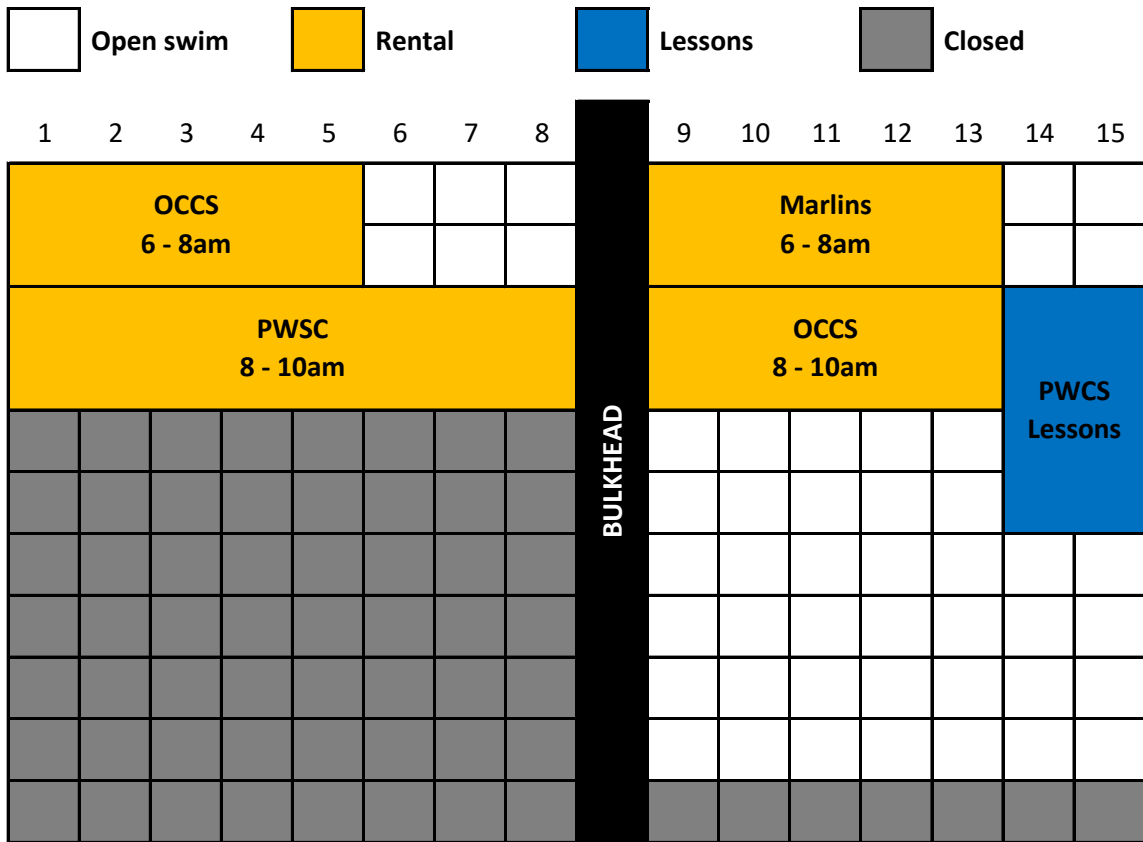 Open swim Rental Lessons Closed
1 2 3 4 5 6 7 8 9 10 11 12 13 14 15
OCCS
6 - 8am
Marlins
6 - 8am
PWSC
8 - 10am
OCCS
8 - 10am
PWCS
Lessons
BULKHEAD